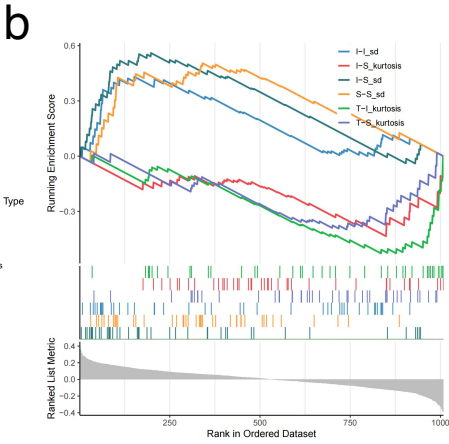 b
0.6
0.3
0.0
−0.3
Running Enrichment Score
I−I_sd
I−S_kurtosis
I−S_sd
S−S_sd
T−I_kurtosis
T−S_kurtosis
Type
s
0.4
0.2
0.0
−0.2
−0.4
Ranked List Metric
250
500
750
1000
Rank in Ordered Dataset